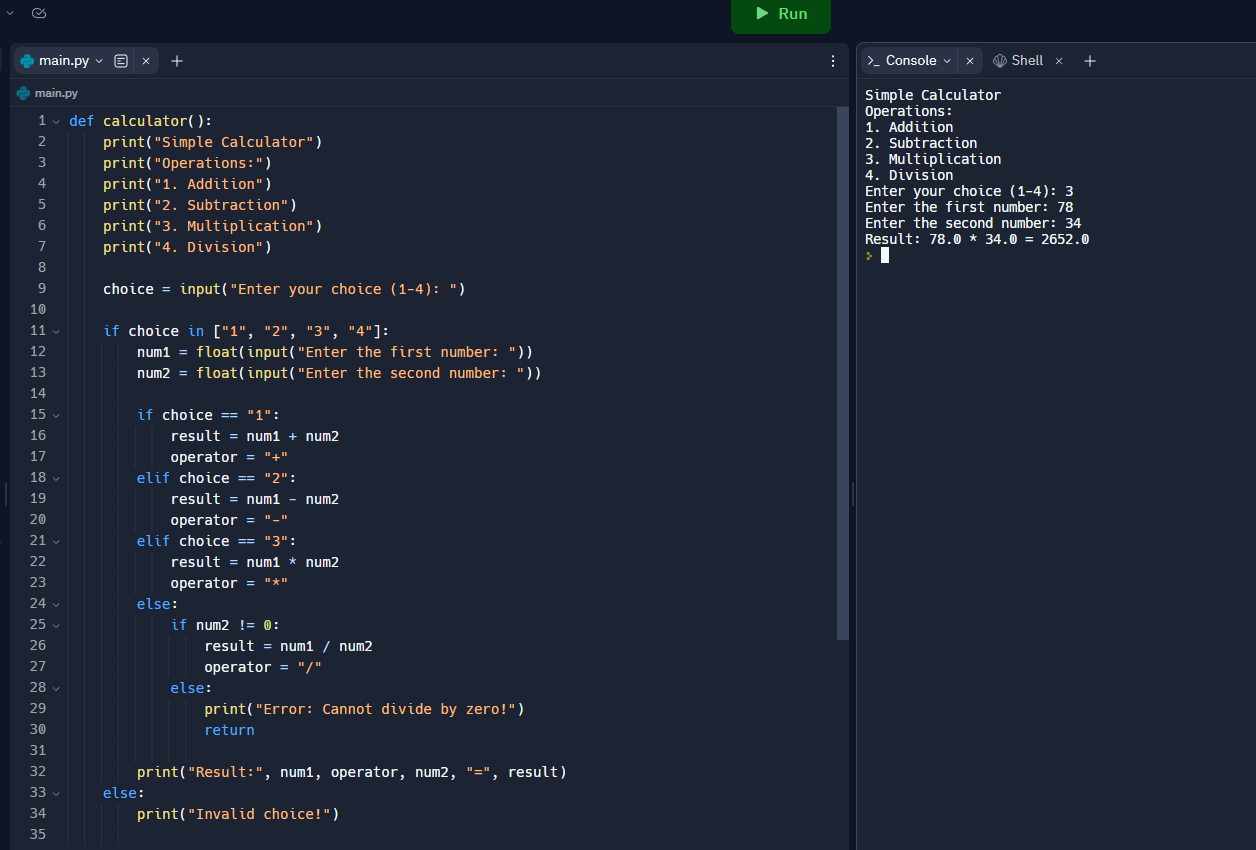 Run
main.py
main.py
1 def calculator():
2     print("Simple Calculator")
3     print("Operations:")
4     print("1. Addition")
5     print("2. Subtraction")
6     print("3. Multiplication")
7     print("4. Division")
8
9     choice = input("Enter your choice (1-4): ")
10
11     if choice in ["1", "2", "3", "4"]:
12         num1 = float(input("Enter the first number: "))
13         num2 = float(input("Enter the second number: "))
14
15         if choice == "1":
16             result = num1 + num2
17             operator = "+"
18         elif choice == "2":
19             result = num1 - num2
20             operator = "-"
21         elif choice == "3":
22             result = num1 * num2
23             operator = "*"
24         else:
25             if num2 != 0:
26                 result = num1 / num2
27                 operator = "/"
28             else:
29                 print("Error: Cannot divide by zero!")
30                 return
31
32         print("Result:", num1, operator, num2, "=", result)
33     else:
34         print("Invalid choice!")
35
Console Shell
Simple Calculator
Operations:
1. Addition
2. Subtraction
3. Multiplication
4. Division
Enter your choice (1-4): 3
Enter the first number: 78
Enter the second number: 34
Result: 78.0 * 34.0 = 2652.0